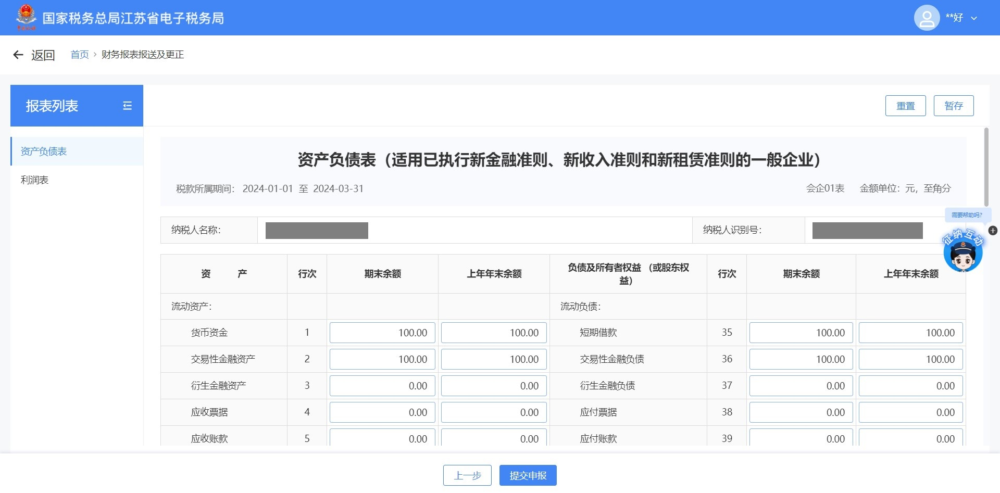 国家税务总局江苏省电子税务局
**好
返回 首页 > 财务报表报送及更正
报表列表
重置 暂存
资产负债表
利润表
资产负债表（适用已执行新金融准则、新收入准则和新租赁准则的一般企业）
税款所属期间： 2024-01-01 至 2024-03-31 会企01表 金额单位：元，至角分
需要帮助吗？
征纳互动
纳税人名称： 纳税人识别号：
资 产 行次 期末余额 上年年末余额 负债及所有者权益 （或股东权益） 行次 期末余额 上年年末余额
流动资产： 流动负债：
货币资金 1 100.00 100.00 短期借款 35 100.00 100.00
交易性金融资产 2 100.00 100.00 交易性金融负债 36 100.00 100.00
衍生金融资产 3 0.00 0.00 衍生金融负债 37 0.00 0.00
应收票据 4 0.00 0.00 应付票据 38 0.00 0.00
应收账款 5 0.00 0.00 应付账款 39 0.00 0.00
上一步 提交申报